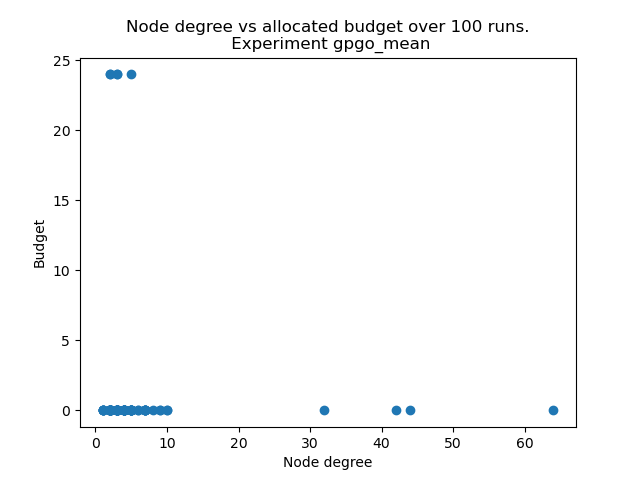 Node degree vs allocated budget over 100 runs.
Experiment gpgo_mean
25
20
15
10
5
0
Budget
0 10 20 30 40 50 60
Node degree